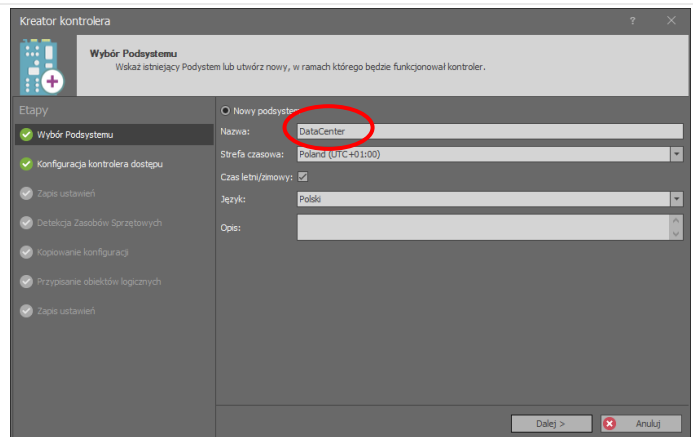 Kreator kontrolera
Wybór Podsystemu
Wskaż istniejący Podystem lub utwórz nowy, w ramach którego będzie funkcjonował kontroler.
Etapy
Wybór Podsystemu
Konfiguracja kontrolera dostępu
Zapis ustawień
Detekcja Zasobów Sprzętowych
Kopiowanie konfiguracji
Przypisanie obiektów logicznych
Zapis ustawień
Nowy podsystem
Nazwa: DataCenter
Strefa czasowa: Poland (UTC+01:00)
Czas letni/zimowy:
Język: Polski
Opis:
Dalej > Anuluj